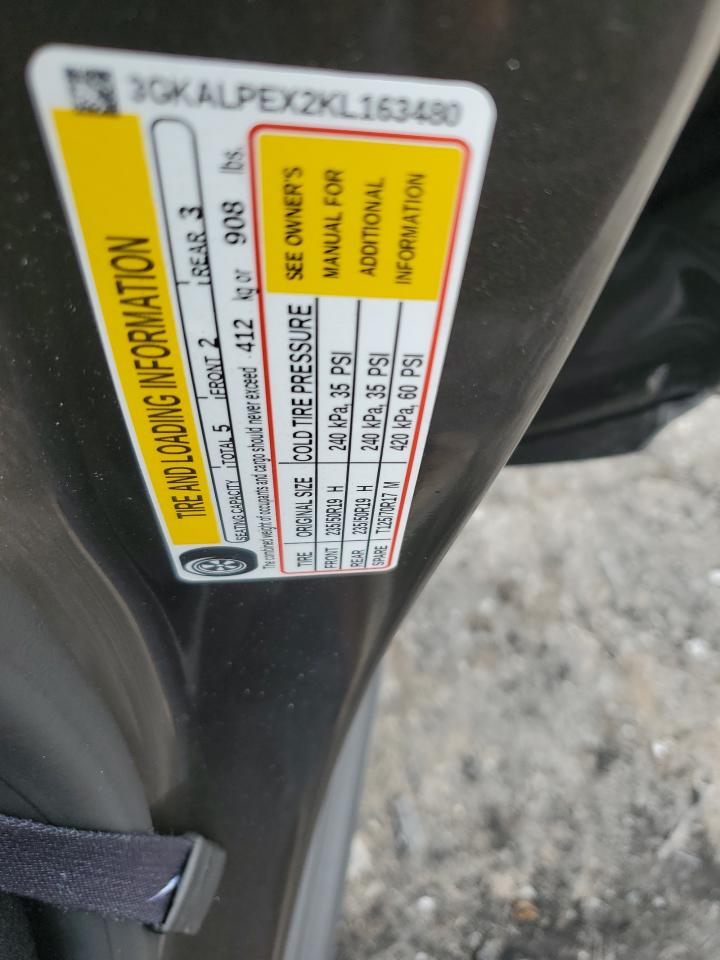 3GKALPEX2KL163480
TIRE AND LOADING INFORMATION
SEATING CAPACITY TOTAL 5 FRONT 2 REAR 3
The combined weight of occupants and cargo should never exceed 412 kg or 908 lbs.
TIRE ORIGINAL SIZE COLD TIRE PRESSURE SEE OWNER'S
FRONT 235/50R19 H 240 kPa, 35 PSI MANUAL FOR
REAR 235/50R19 H 240 kPa, 35 PSI ADDITIONAL
SPARE T125/70R17 M 420 kPa, 60 PSI INFORMATION